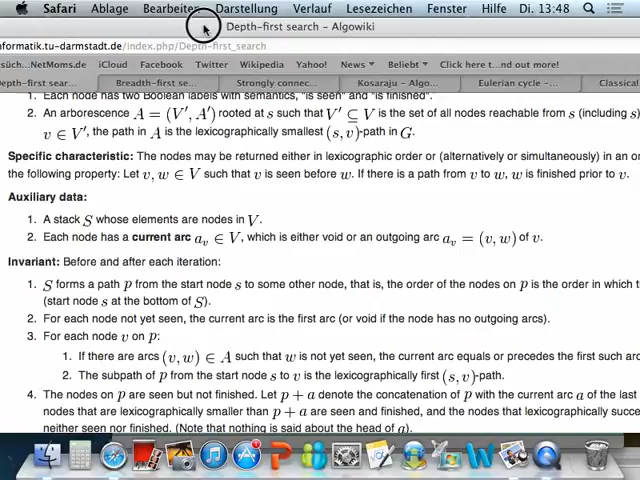 Safari Ablage Bearbeiten Darstellung Verlauf Lesezeichen Fenster Hilfe Di. 13:48
Depth-first search – Algowiki
nformatik.tu-darmstadt.de/index.php/Depth-first_search
such...NetMoms.de iCloud Facebook Twitter Wikipedia Yahoo! News Beliebt Click here t...nd out more!
Depth-first sear... Breadth-first se... Strongly connec... Kosaraju – Algo... Eulerian cycle –... Classical
1. Each node has two Boolean labels with semantics, "is seen" and "is finished".
2. An arborescence A = (V′, A′) rooted at s such that V′ ⊆ V is the set of all nodes reachable from s (including s)
v ∈ V′, the path in A is the lexicographically smallest (s, v)-path in G.
Specific characteristic: The nodes may be returned either in lexicographic order or (alternatively or simultaneously) in an or
the following property: Let v, w ∈ V such that v is seen before w. If there is a path from v to w, w is finished prior to v.
Auxiliary data:
1. A stack S whose elements are nodes in V.
2. Each node has a current arc aᵥ ∈ V, which is either void or an outgoing arc aᵥ = (v, w) of v.
Invariant: Before and after each iteration:
1. S forms a path p from the start node s to some other node, that is, the order of the nodes on p is the order in which t
(start node s at the bottom of S).
2. For each node not yet seen, the current arc is the first arc (or void if the node has no outgoing arc).
3. For each node v on p:
1. If there are arcs (v, w) ∈ A such that w is not yet seen, the current arc equals or precedes the first such arc
2. The subpath of p from the start node s to v is the lexicographically first (s, v)-path.
4. The nodes on p are seen but not finished. Let p + a denote the concatenation of p with the current arc a of the last
nodes that are lexicographically smaller than p + a are seen and finished, and the nodes that lexicographically succe
neither seen nor finished. (Note that nothing is said about the head of a).